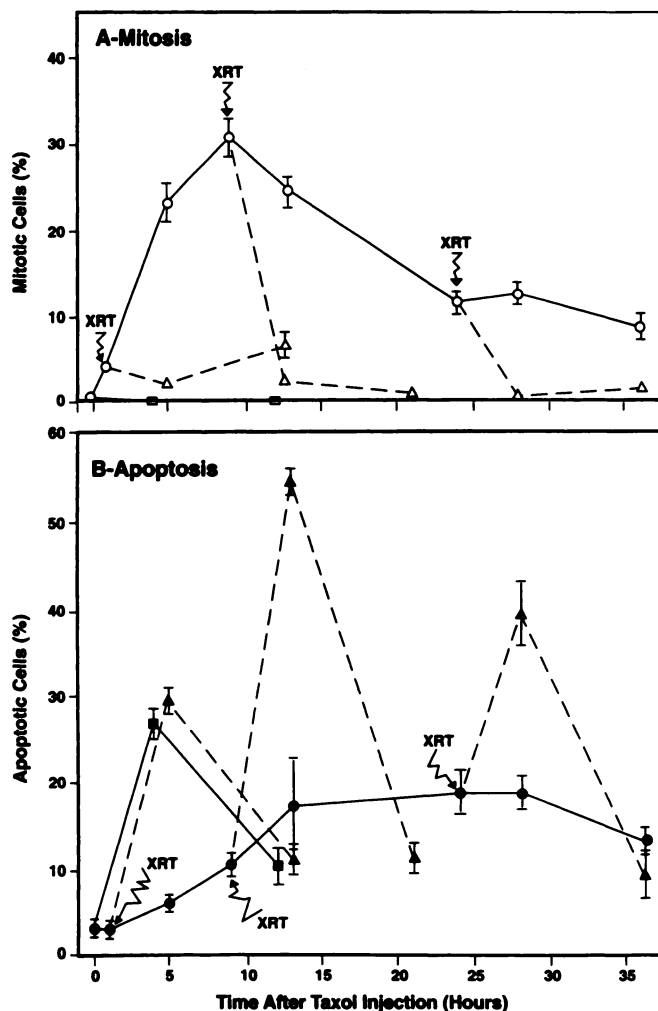 A-Mitosis
XRT
XRT
XRT
Mitotic Cells (%)
40
30
20
10
0
B-Apoptosis
XRT
XRT
XRT
Apoptotic Cells (%)
60
50
40
30
20
10
0
0 5 10 15 20 25 30 35
Time After Taxol Injection (Hours)